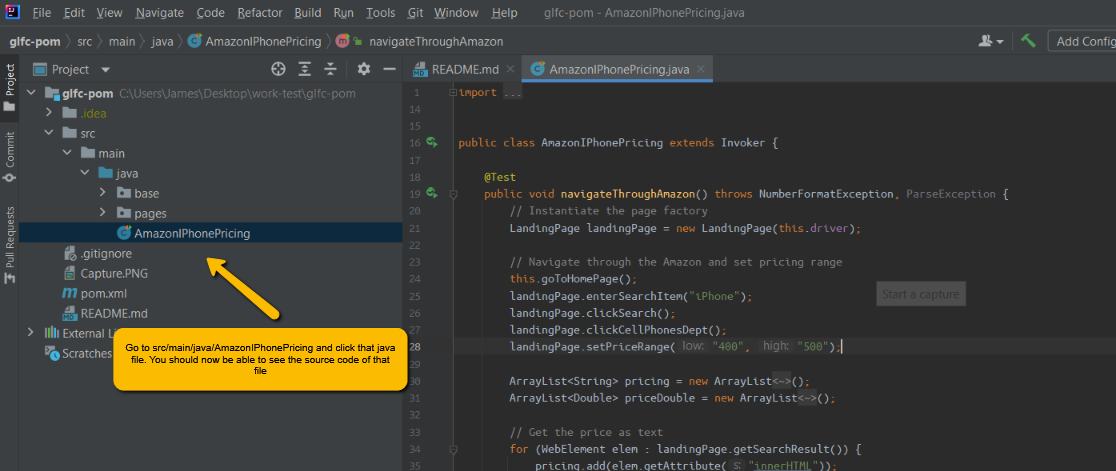 File Edit View Navigate Code Refactor Build Run Tools Git Window Help glfc-pom - AmazonIPhonePricing.java
glfc-pom src main java AmazonIPhonePricing navigateThroughAmazon Add Config
Project
Commit
Pull Requests
Project
glfc-pom C:\Users\James\Desktop\work-test\glfc-pom
.idea
src
main
java
base
pages
AmazonIPhonePricing
.gitignore
Capture.PNG
pom.xml
README.md
External Li
Scratches
Go to src/main/java/AmazonIPhonePricing and click that java
file. You should now be able to see the source code of that
file
README.md AmazonIPhonePricing.java
1 import ...
14
15
16 public class AmazonIPhonePricing extends Invoker {
17
18 @Test
19 public void navigateThroughAmazon() throws NumberFormatException, ParseException {
20 // Instantiate the page factory
21 LandingPage landingPage = new LandingPage(this.driver);
22
23 // Navigate through the Amazon and set pricing range
24 this.goToHomePage();
25 landingPage.enterSearchItem("iPhone");
26 landingPage.clickSearch();
27 landingPage.clickCellPhonesDept();
28 landingPage.setPriceRange( low: "400", high: "500");
Start a capture
30 ArrayList<String> pricing = new ArrayList<~>();
31 ArrayList<Double> priceDouble = new ArrayList<~>();
32
33 // Get the price as text
34 for (WebElement elem : landingPage.getSearchResult()) {
35 pricing.add(elem.getAttribute( s: "innerHTML"));